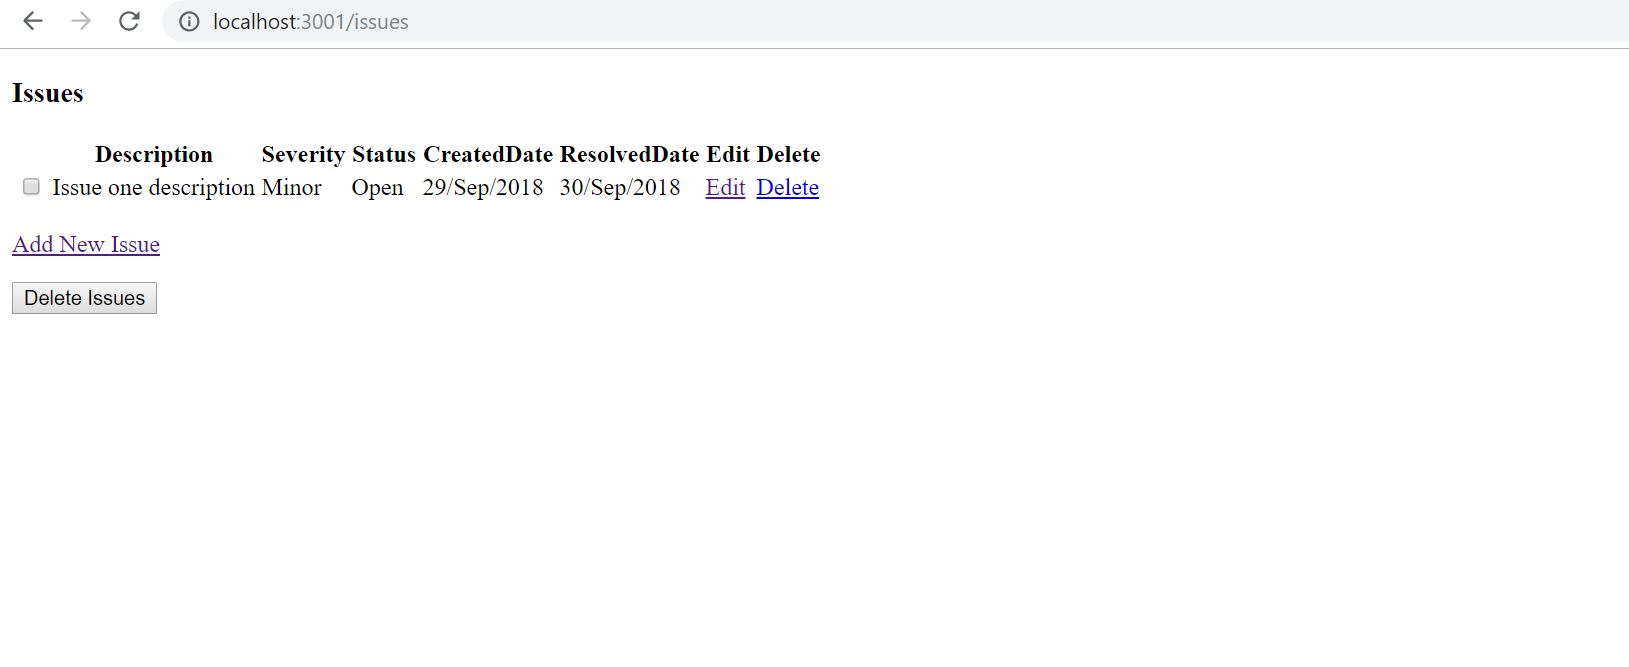 localhost:3001/issues
Issues
Description Severity Status CreatedDate ResolvedDate Edit Delete
Issue one description Minor Open 29/Sep/2018 30/Sep/2018 Edit Delete
Add New Issue
Delete Issues